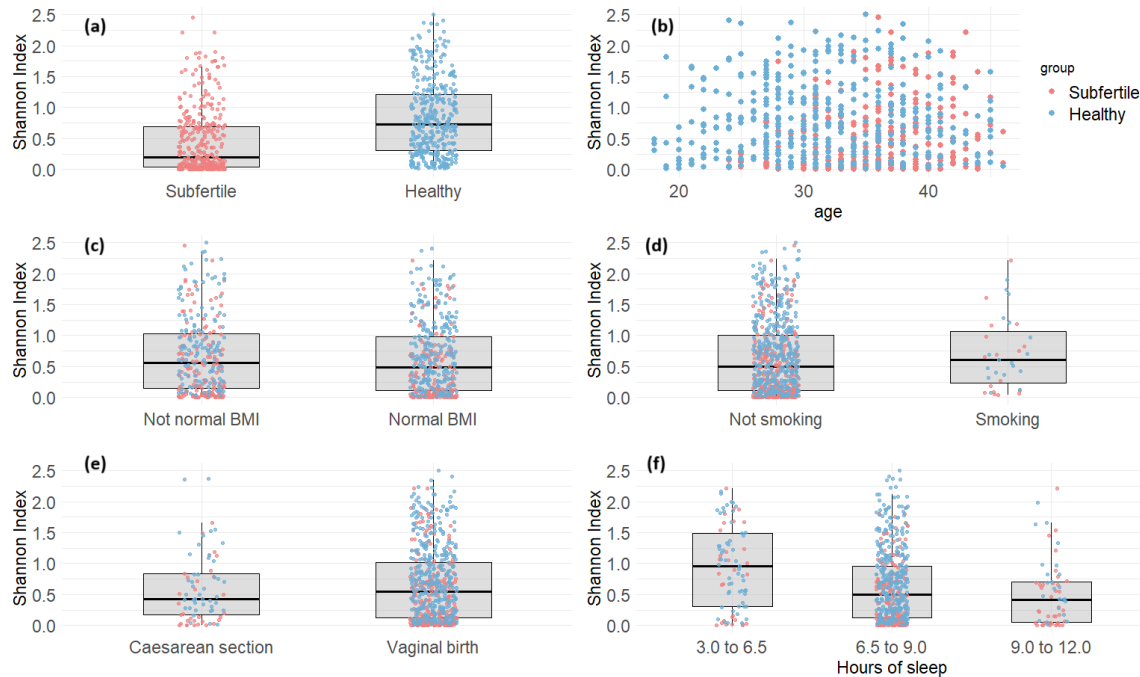 (a)
Shannon Index
2.5
2.0
1.5
1.0
0.5
0.0
Subfertile Healthy
(b)
Shannon Index
2.5
2.0
1.5
1.0
0.5
0.0
20 30 40
age
group
Subfertile
Healthy
(c)
Shannon Index
2.5
2.0
1.5
1.0
0.5
0.0
Not normal BMI Normal BMI
(d)
Shannon Index
2.5
2.0
1.5
1.0
0.5
0.0
Not smoking Smoking
(e)
Shannon Index
2.5
2.0
1.5
1.0
0.5
0.0
Caesarean section Vaginal birth
(f)
Shannon Index
2.5
2.0
1.5
1.0
0.5
0.0
3.0 to 6.5 6.5 to 9.0 9.0 to 12.0
Hours of sleep